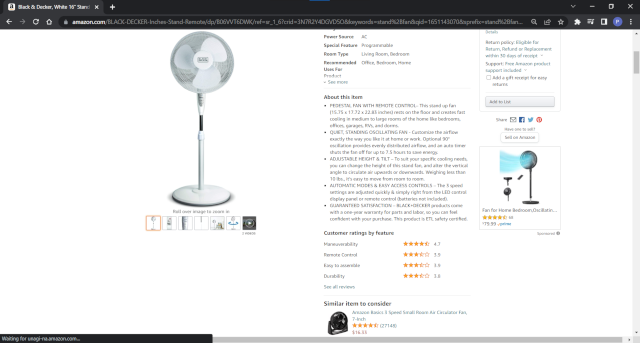 Black & Decker, White 16" Stand
amazon.com/BLACK-DECKER-Inches-Stand-Remote/dp/B06VVT6DWK/ref=sr_1_6?crid=3N7R2Y4DGVDSO&keywords=stand%2Bfan&qid=1651143070&sprefix=stand%2Bfan...
Power Source AC
Special Feature Programmable
Room Type Living Room, Bedroom
Recommended Uses For Product Office, Bedroom, Home
See more
About this item
• PEDESTAL FAN WITH REMOTE CONTROL- This stand up fan
(15.75 x 17.72 x 22.83 inches) rests on the floor and creates fast
cooling in medium to large rooms of the home like bedrooms,
offices, garages, RVs, and dorms
• QUIET, STANDING OSCILLATING FAN - Customize the airflow
exactly the way you like it at home or work. Optional 90°
oscillation provides evenly distributed airflow, and an auto timer
shuts the fan off for up to 7.5 hours to save energy.
• ADJUSTABLE HEIGHT & TILT - To suit your specific cooling needs,
you can change the height of this stand fan, and alter the vertical
angle to circulate air upwards or downwards. Weighing less than
10 lbs., it's easy to move from room to room.
• AUTOMATIC MODES & EASY ACCESS CONTROLS - The 3 speed
settings are adjusted quickly & simply right from the LED control
display panel or remote (batteries not included).
• GUARANTEED SATISFACTION - BLACK+DECKER products come
with a one-year warranty for parts and labor, so you can feel
confident with your purchase. This product is ETL safety certified.
Customer ratings by feature
Maneuverability 4.7
Remote Control 3.9
Easy to assemble 3.9
Durability 3.8
See all reviews
Similar item to consider
Amazon Basics 3 Speed Small Room Air Circulator Fan,
7-Inch
(27148)
$16.53
Roll over image to zoom in
Details
Return policy: Eligible for
Return, Refund or Replacement
within 30 days of receipt
Support: Free Amazon product
support included
Add a gift receipt for easy
returns
Add to List
Share
Have one to sell?
Sell on Amazon
Fan for Home Bedroom,Oscillatin...
$79.99
Sponsored
Waiting for unagi-na.amazon.com...